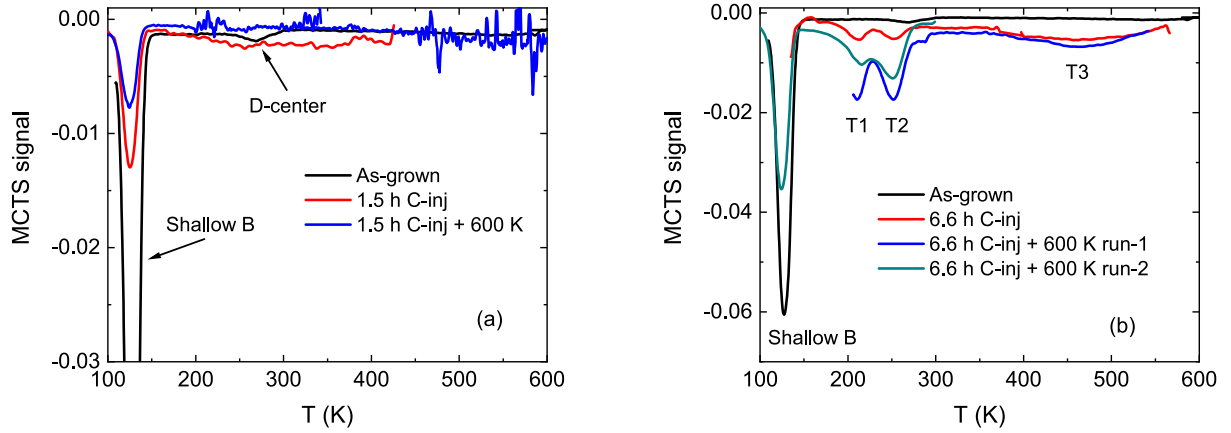 0.00
-0.01
-0.02
-0.03
MCTS signal
D-center
As-grown
1.5 h C-inj
1.5 h C-inj + 600 K
Shallow B
(a)
100 200 300 400 500 600
T (K)
0.00
-0.02
-0.04
-0.06
MCTS signal
T1 T2
T3
As-grown
6.6 h C-inj
6.6 h C-inj + 600 K run-1
6.6 h C-inj + 600 K run-2
Shallow B
(b)
100 200 300 400 500 600
T (K)